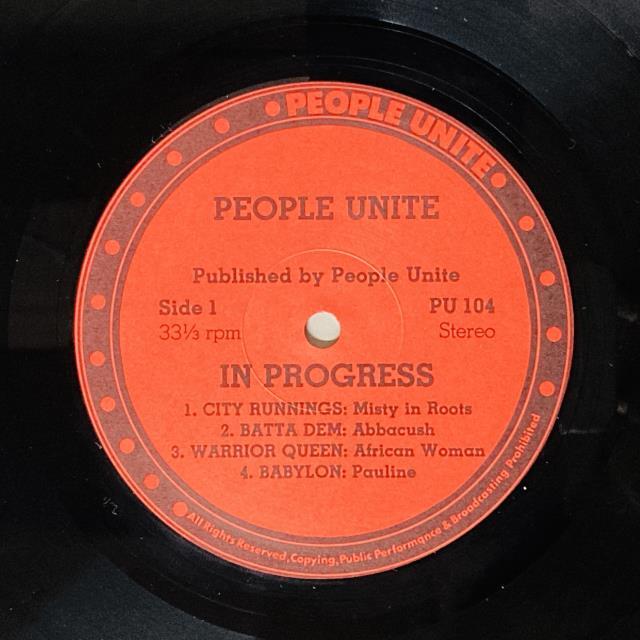 PEOPLE UNITE
PEOPLE UNITE
Published by People Unite
Side 1
PU 104
33⅓ rpm
Stereo
IN PROGRESS
1. CITY RUNNINGS: Misty in Roots
2. BATTA DEM: Abbacush
3. WARRIOR QUEEN: African Woman
4. BABYLON: Pauline
All Rights Reserved, Copying, Public Performance & Broadcasting Prohibited